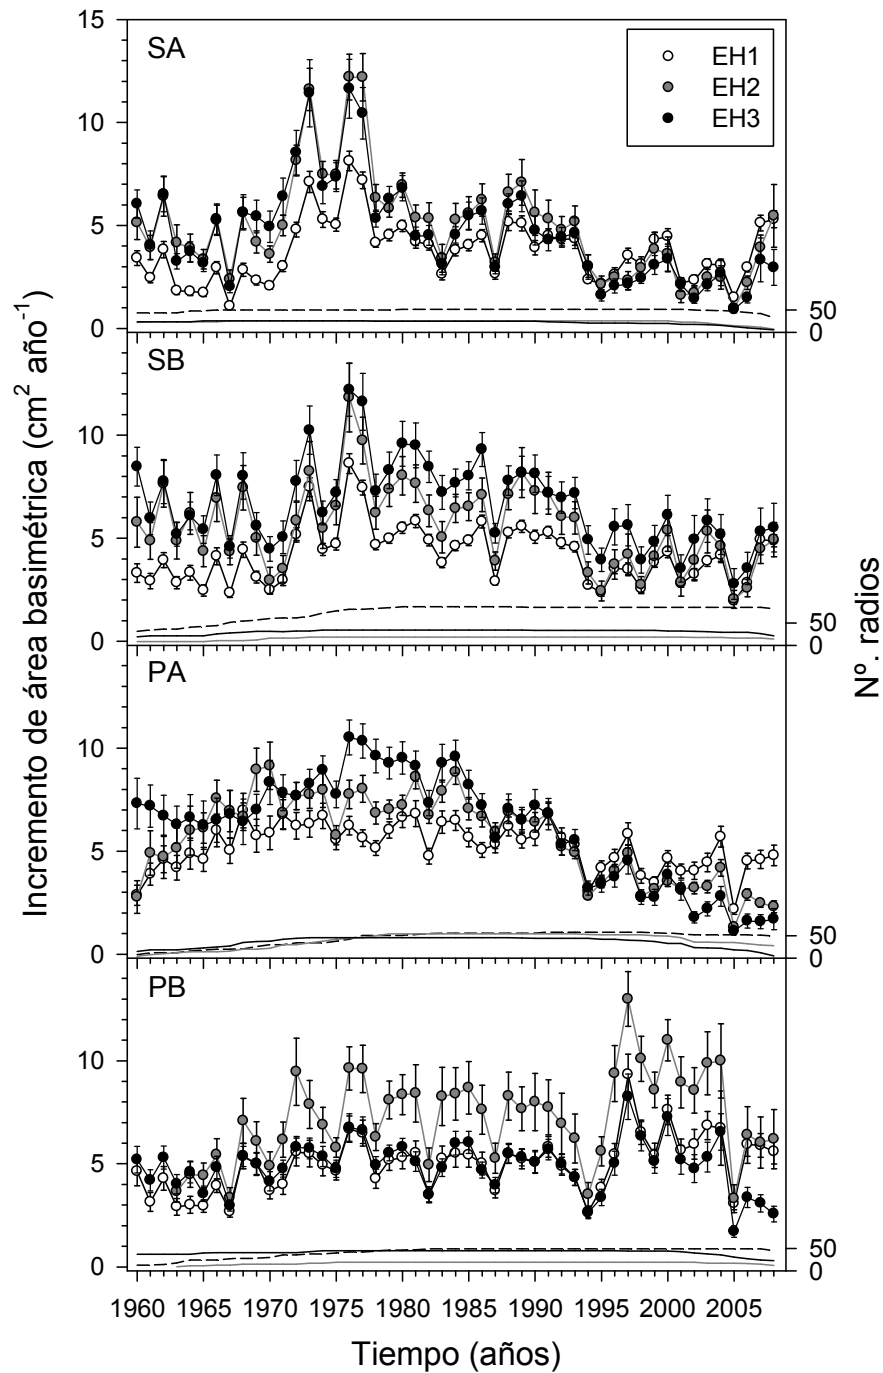 15
SA
EH1
EH2
EH3
10
5
50
0
0
SB
10
5
50
0
0
PA
10
5
50
0
0
PB
10
5
50
0
0
1960 1965 1970 1975 1980 1985 1990 1995 2000 2005
Tiempo (años)
Incremento de área basimétrica (cm² año⁻¹)
Nº. radios